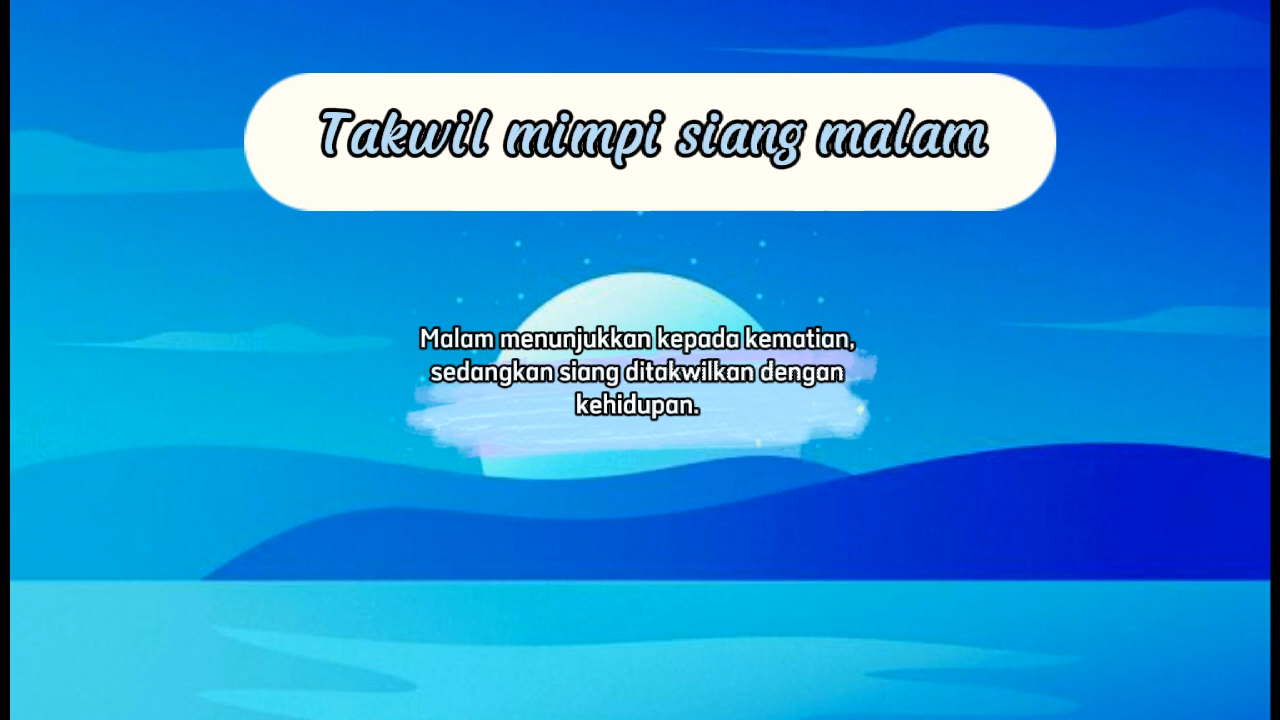 Takwil mimpi siang malam
Malam menunjukkan kepada kematian,
sedangkan siang ditakwilkan dengan
kehidupan.